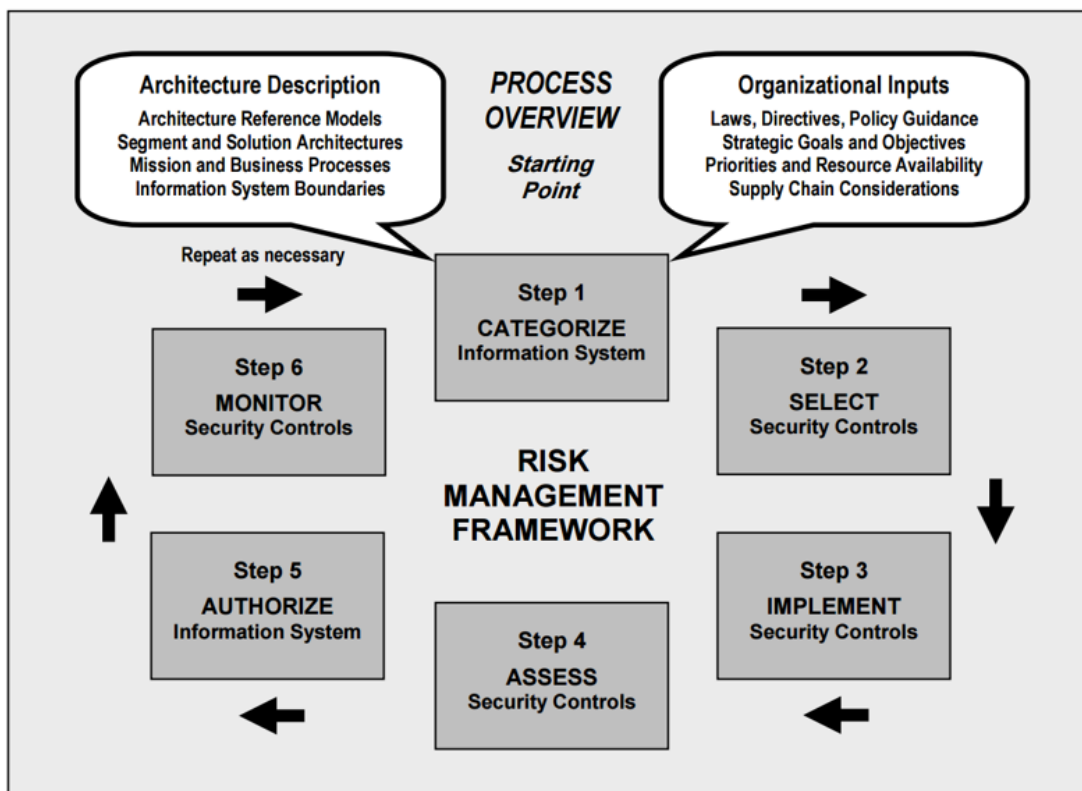 Architecture Description
Architecture Reference Models
Segment and Solution Architectures
Mission and Business Processes
Information System Boundaries
PROCESS
OVERVIEW
Starting
Point
Organizational Inputs
Laws, Directives, Policy Guidance
Strategic Goals and Objectives
Priorities and Resource Availability
Supply Chain Considerations
Repeat as necessary
Step 1
CATEGORIZE
Information System
Step 2
SELECT
Security Controls
Step 3
IMPLEMENT
Security Controls
Step 4
ASSESS
Security Controls
Step 5
AUTHORIZE
Information System
Step 6
MONITOR
Security Controls
RISK
MANAGEMENT
FRAMEWORK